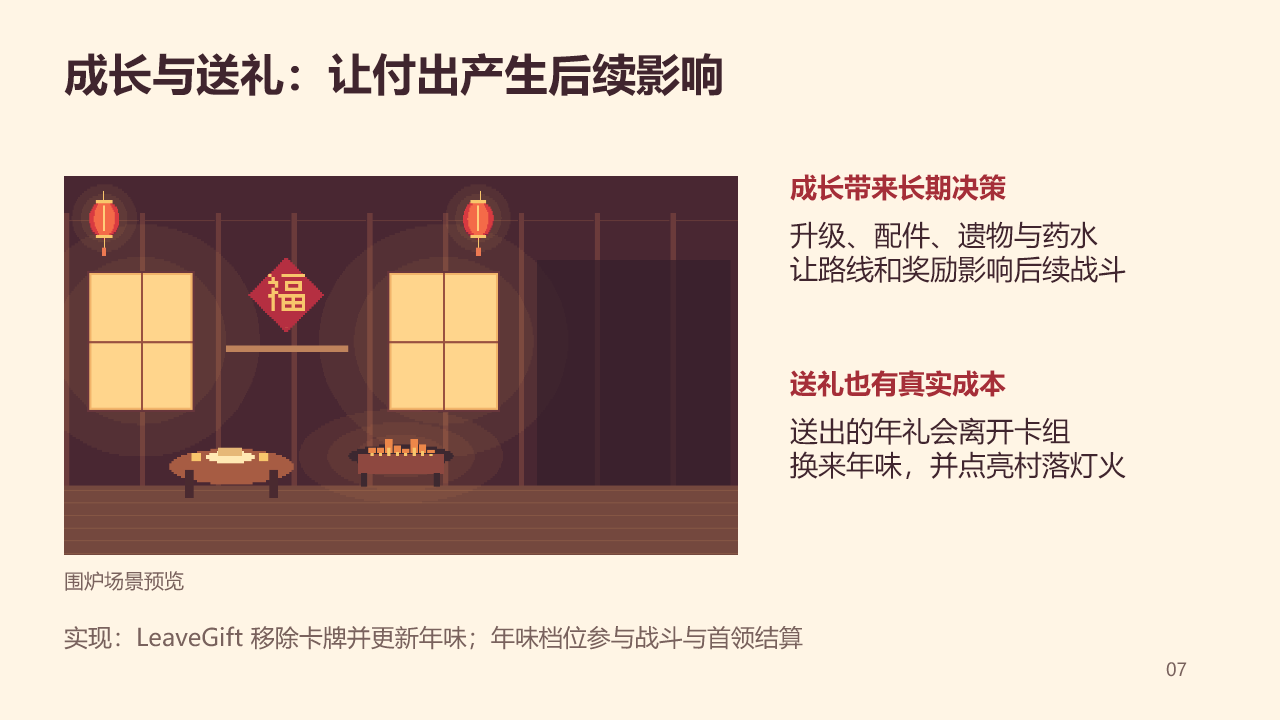 成长与送礼：让付出产生后续影响
福
成长带来长期决策
升级、配件、遗物与药水
让路线和奖励影响后续战斗
送礼也有真实成本
送出的年礼会离开卡组
换来年味，并点亮村落灯火
围炉场景预览
实现：LeaveGift 移除卡牌并更新年味；年味档位参与战斗与首领结算
07